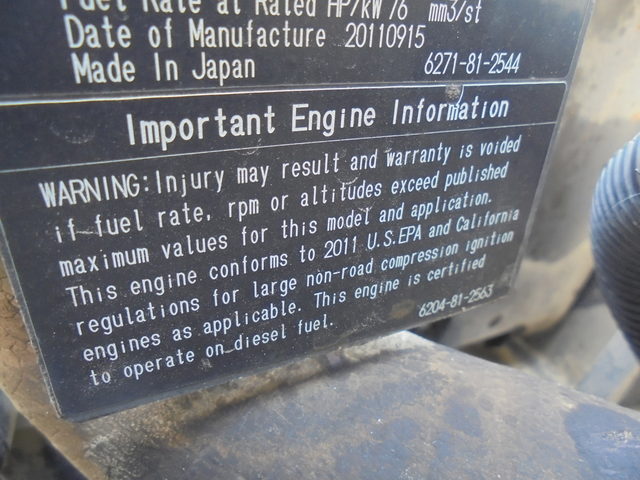 Fuel Rate at Rated HP/kW 76 mm3/st
Date of Manufacture 20110915
Made In Japan 6271-81-2544
Important Engine Information
WARNING:Injury may result and warranty is voided
if fuel rate, rpm or altitudes exceed published
maximum values for this model and application.
This engine conforms to 2011 U.S.EPA and California
regulations for large non-road compression ignition
engines as applicable. This engine is certified
to operate on diesel fuel. 6204-81-2563